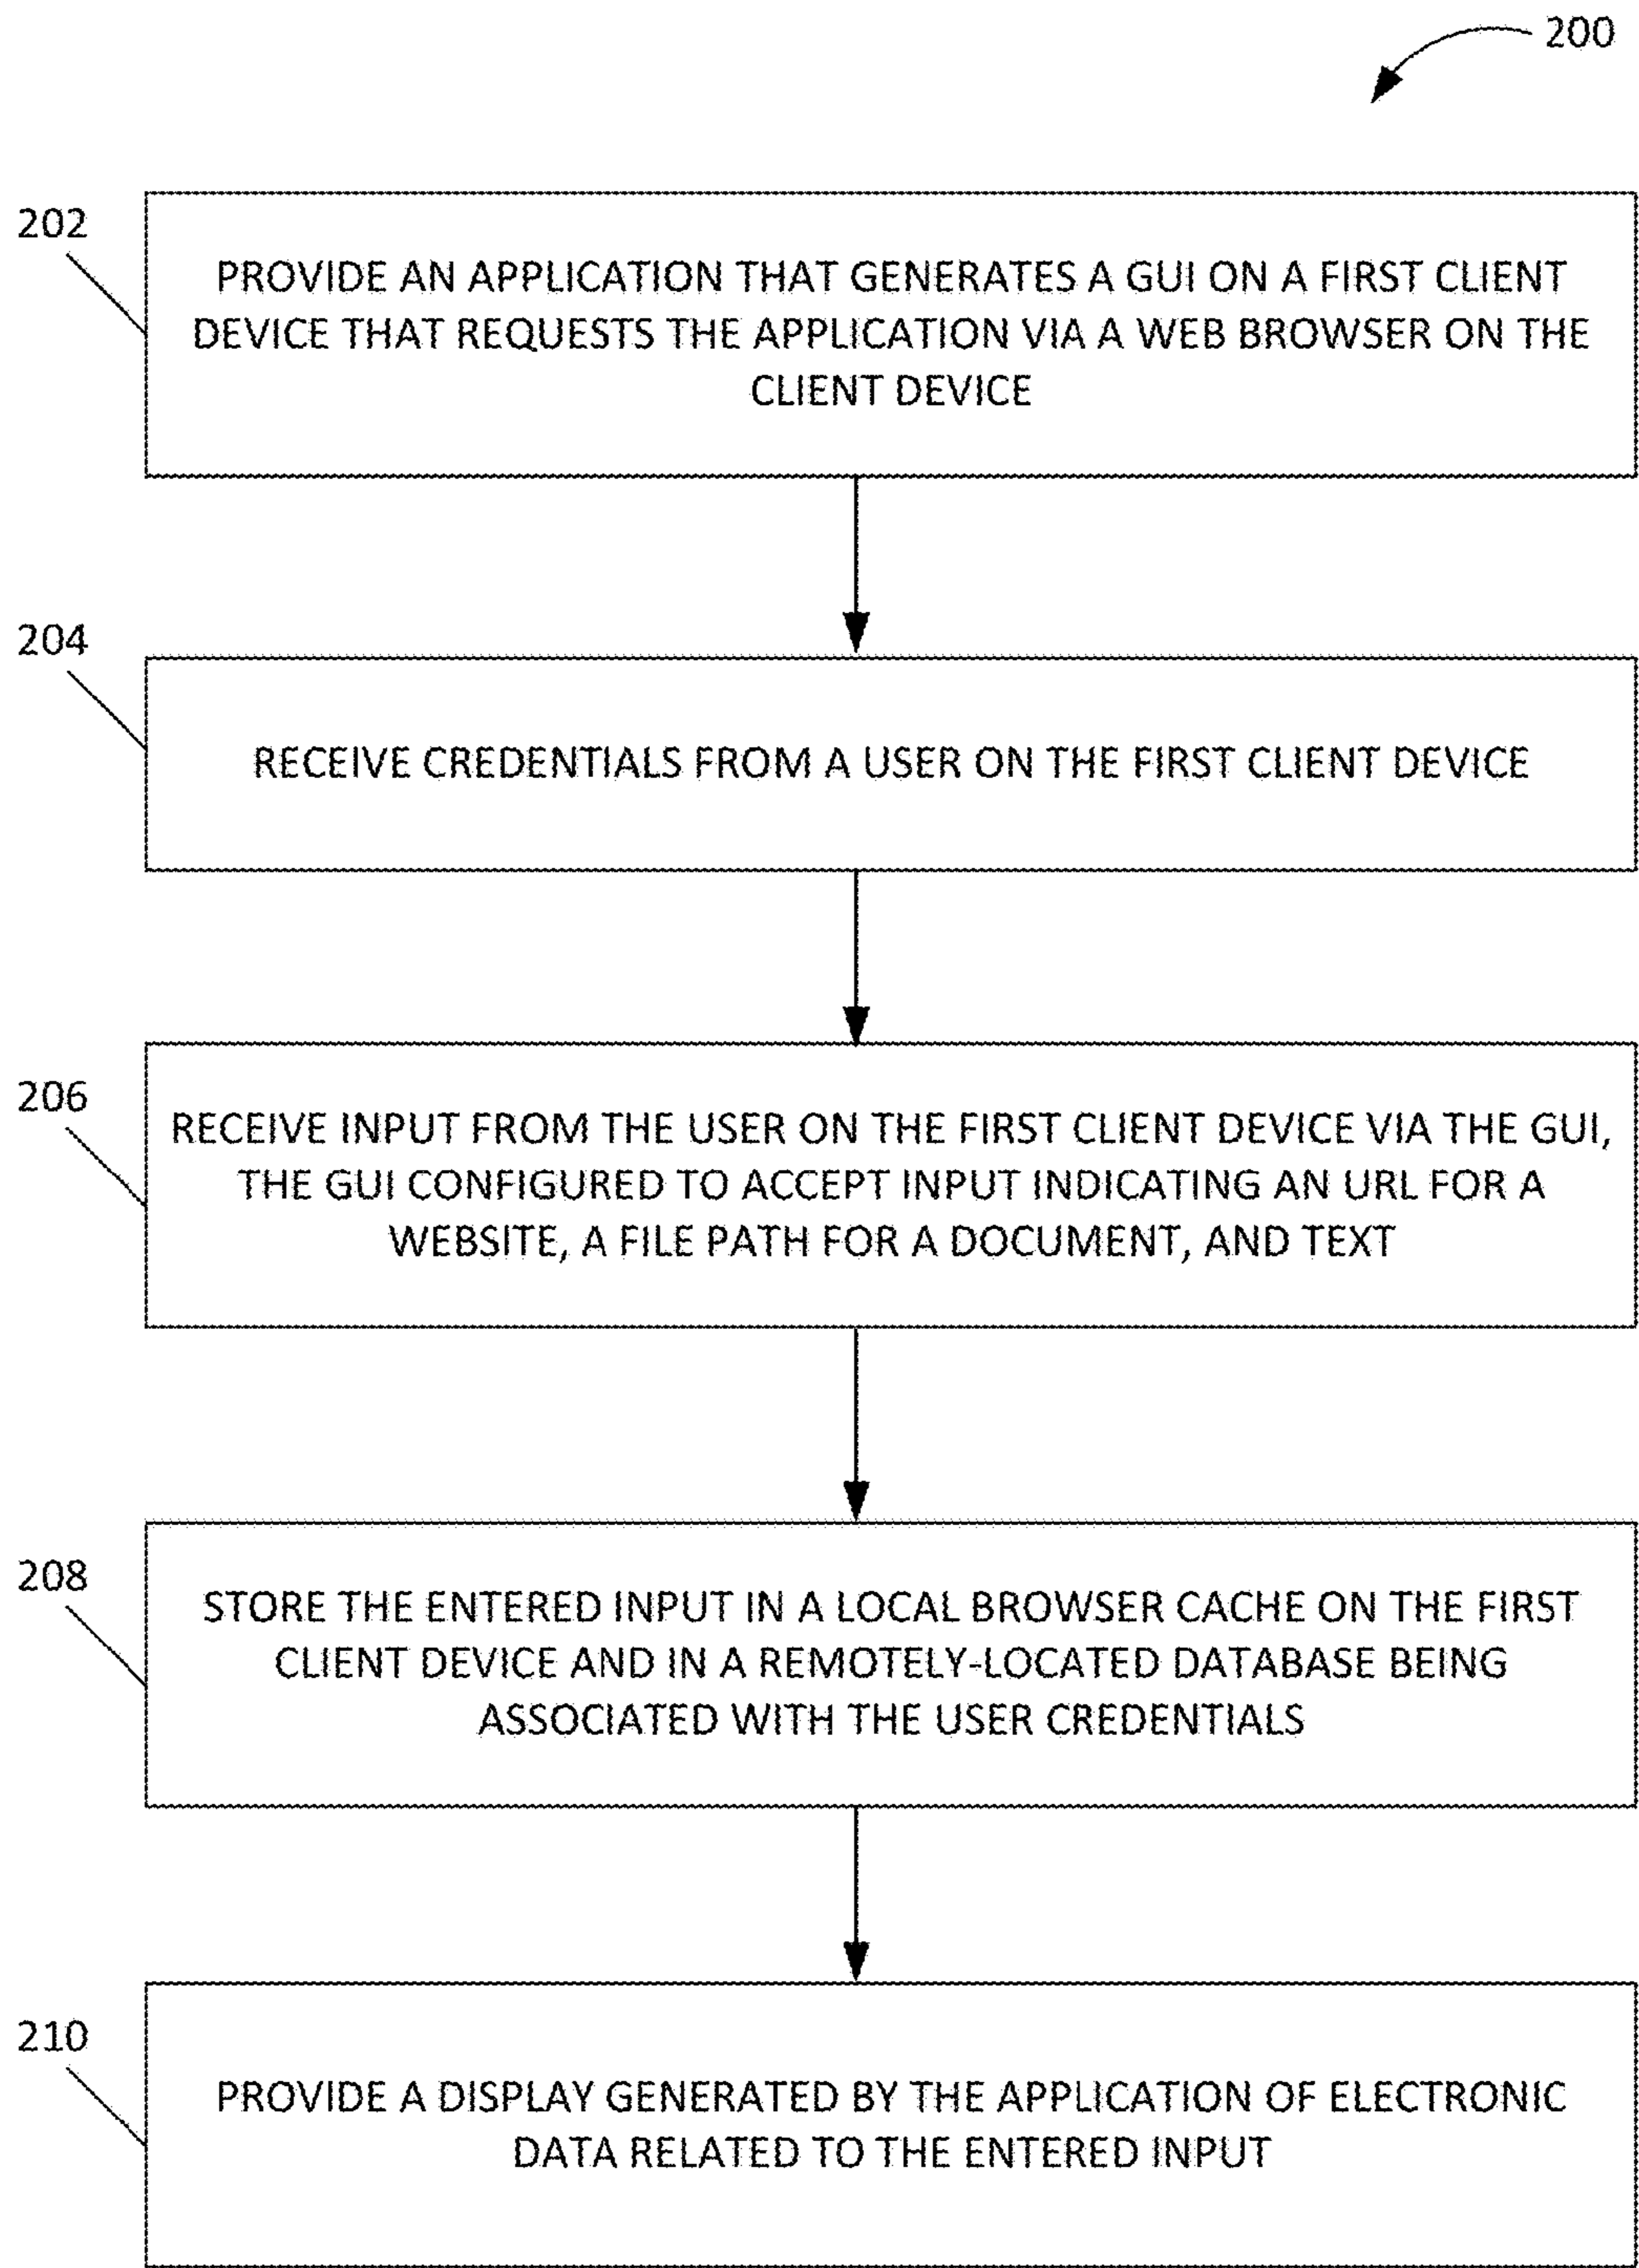 200
202
PROVIDE AN APPLICATION THAT GENERATES A GUI ON A FIRST CLIENT
DEVICE THAT REQUESTS THE APPLICATION VIA A WEB BROWSER ON THE
CLIENT DEVICE
204
RECEIVE CREDENTIALS FROM A USER ON THE FIRST CLIENT DEVICE
206
RECEIVE INPUT FROM THE USER ON THE FIRST CLIENT DEVICE VIA THE GUI,
THE GUI CONFIGURED TO ACCEPT INPUT INDICATING AN URL FOR A
WEBSITE, A FILE PATH FOR A DOCUMENT, AND TEXT
208
STORE THE ENTERED INPUT IN A LOCAL BROWSER CACHE ON THE FIRST
CLIENT DEVICE AND IN A REMOTELY-LOCATED DATABASE BEING
ASSOCIATED WITH THE USER CREDENTIALS
210
PROVIDE A DISPLAY GENERATED BY THE APPLICATION OF ELECTRONIC
DATA RELATED TO THE ENTERED INPUT